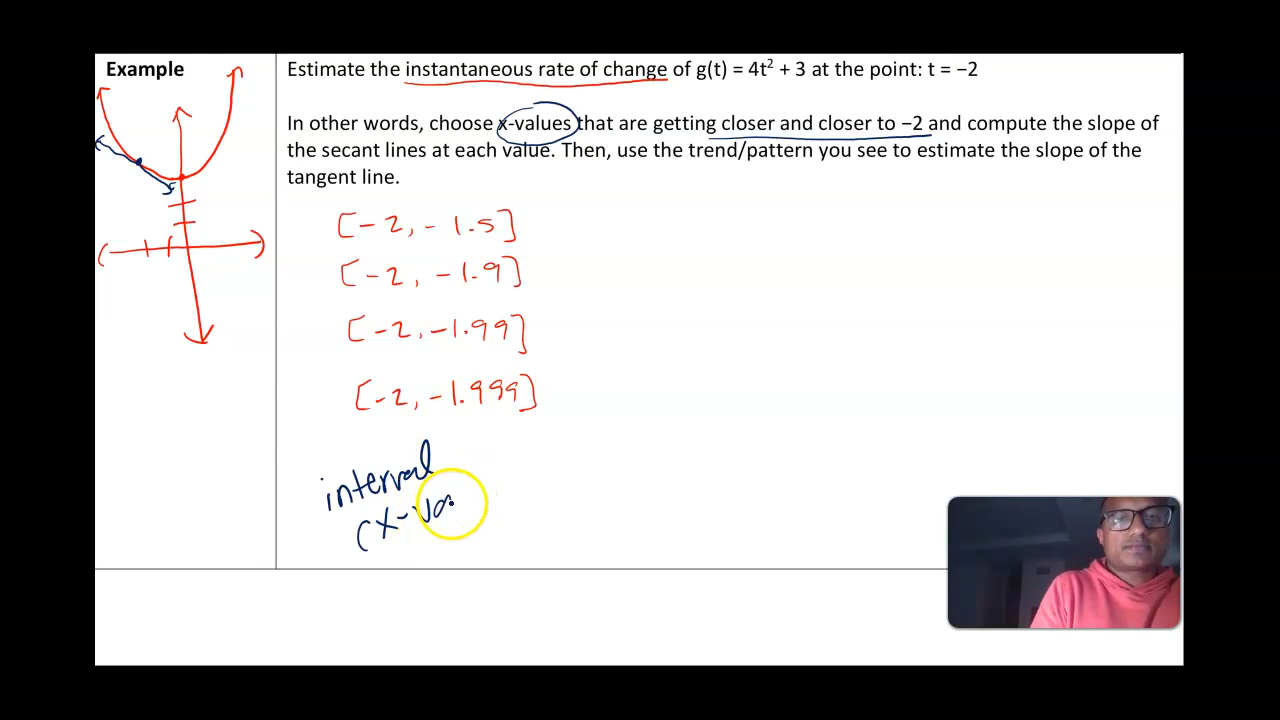 Example
Estimate the instantaneous rate of change of g(t) = 4t² + 3 at the point: t = −2
In other words, choose x-values that are getting closer and closer to −2 and compute the slope of
the secant lines at each value. Then, use the trend/pattern you see to estimate the slope of the
tangent line.
[-2, -1.5]
[-2, -1.9]
[-2, -1.99]
[-2, -1.999]
interval
(x-va